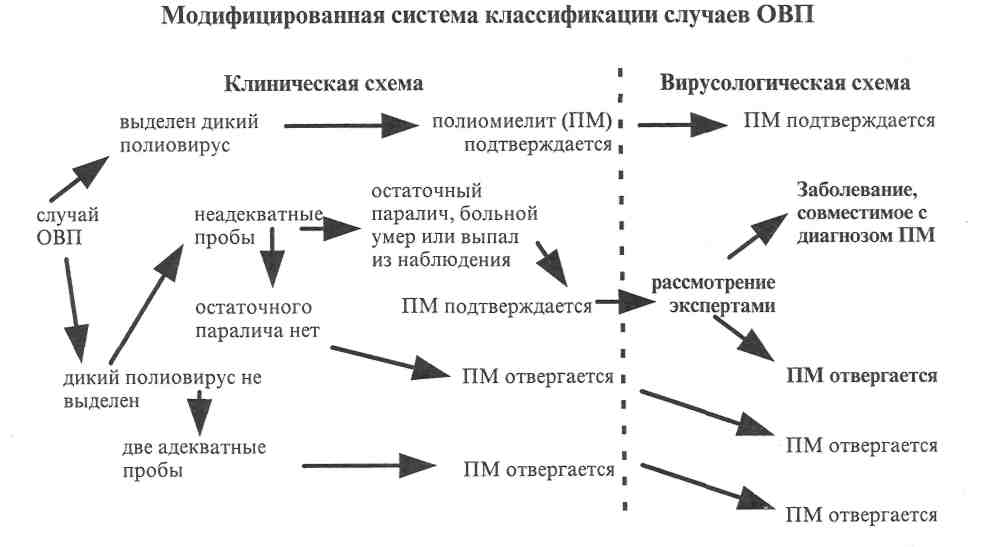 Модифицированная система классификации случаев ОВП
Клиническая схема
Вирусологическая схема
выделен дикий
полиовирус
полиомиелит (ПМ)
подтверждается
ПМ подтверждается
случай
ОВП
неадекватные
пробы
остаточный
паралич, больной
умер или выпал
из наблюдения
Заболевание,
совместимое с
диагнозом ПМ
остаточного
паралича нет
ПМ подтверждается
рассмотрение
экспертами
дикий полиовирус не
выделен
ПМ отвергается
ПМ отвергается
две адекватные
пробы
ПМ отвергается
ПМ отвергается
ПМ отвергается